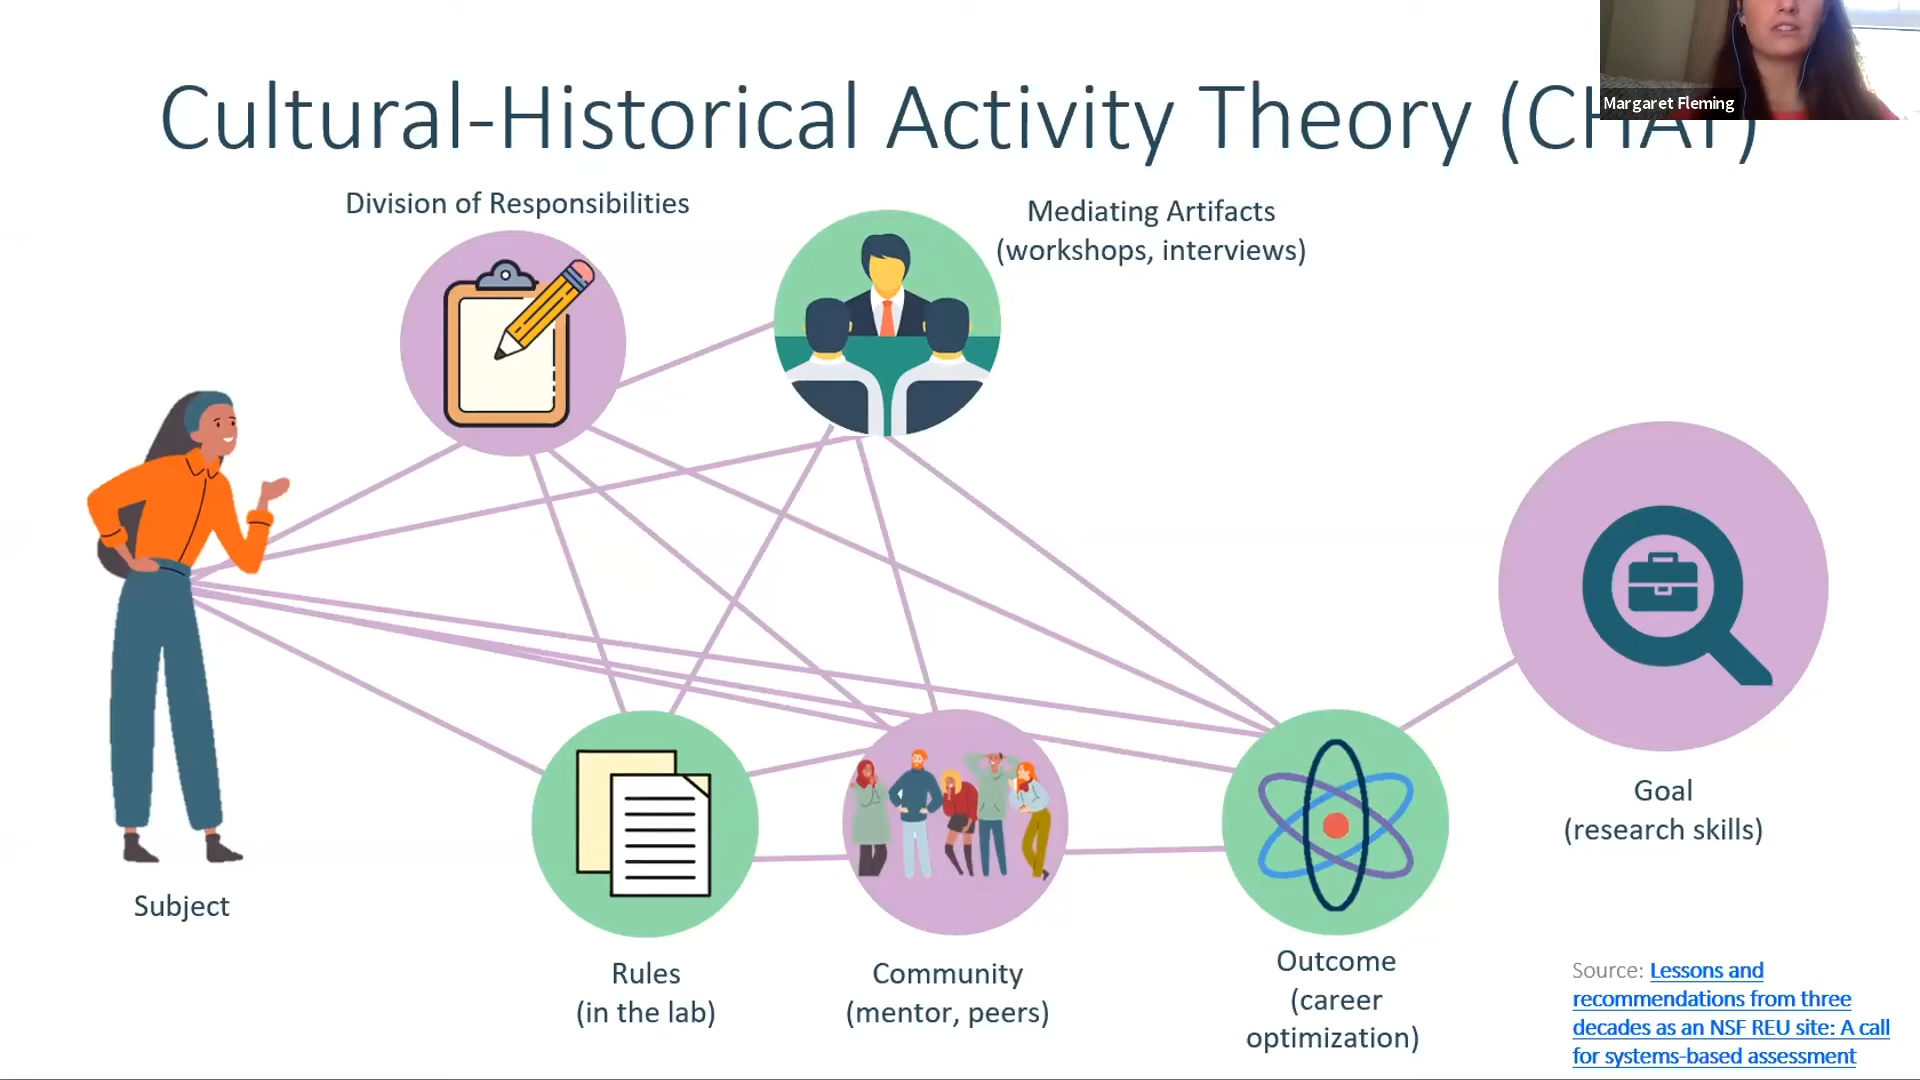 Cultural-Historical Activity Theory (CHAT)
Margaret Fleming
Division of Responsibilities
Mediating Artifacts
(workshops, interviews)
Subject
Rules
(in the lab)
Community
(mentor, peers)
Outcome
(career
optimization)
Goal
(research skills)
Source: Lessons and
recommendations from three
decades as an NSF REU site: A call
for systems-based assessment